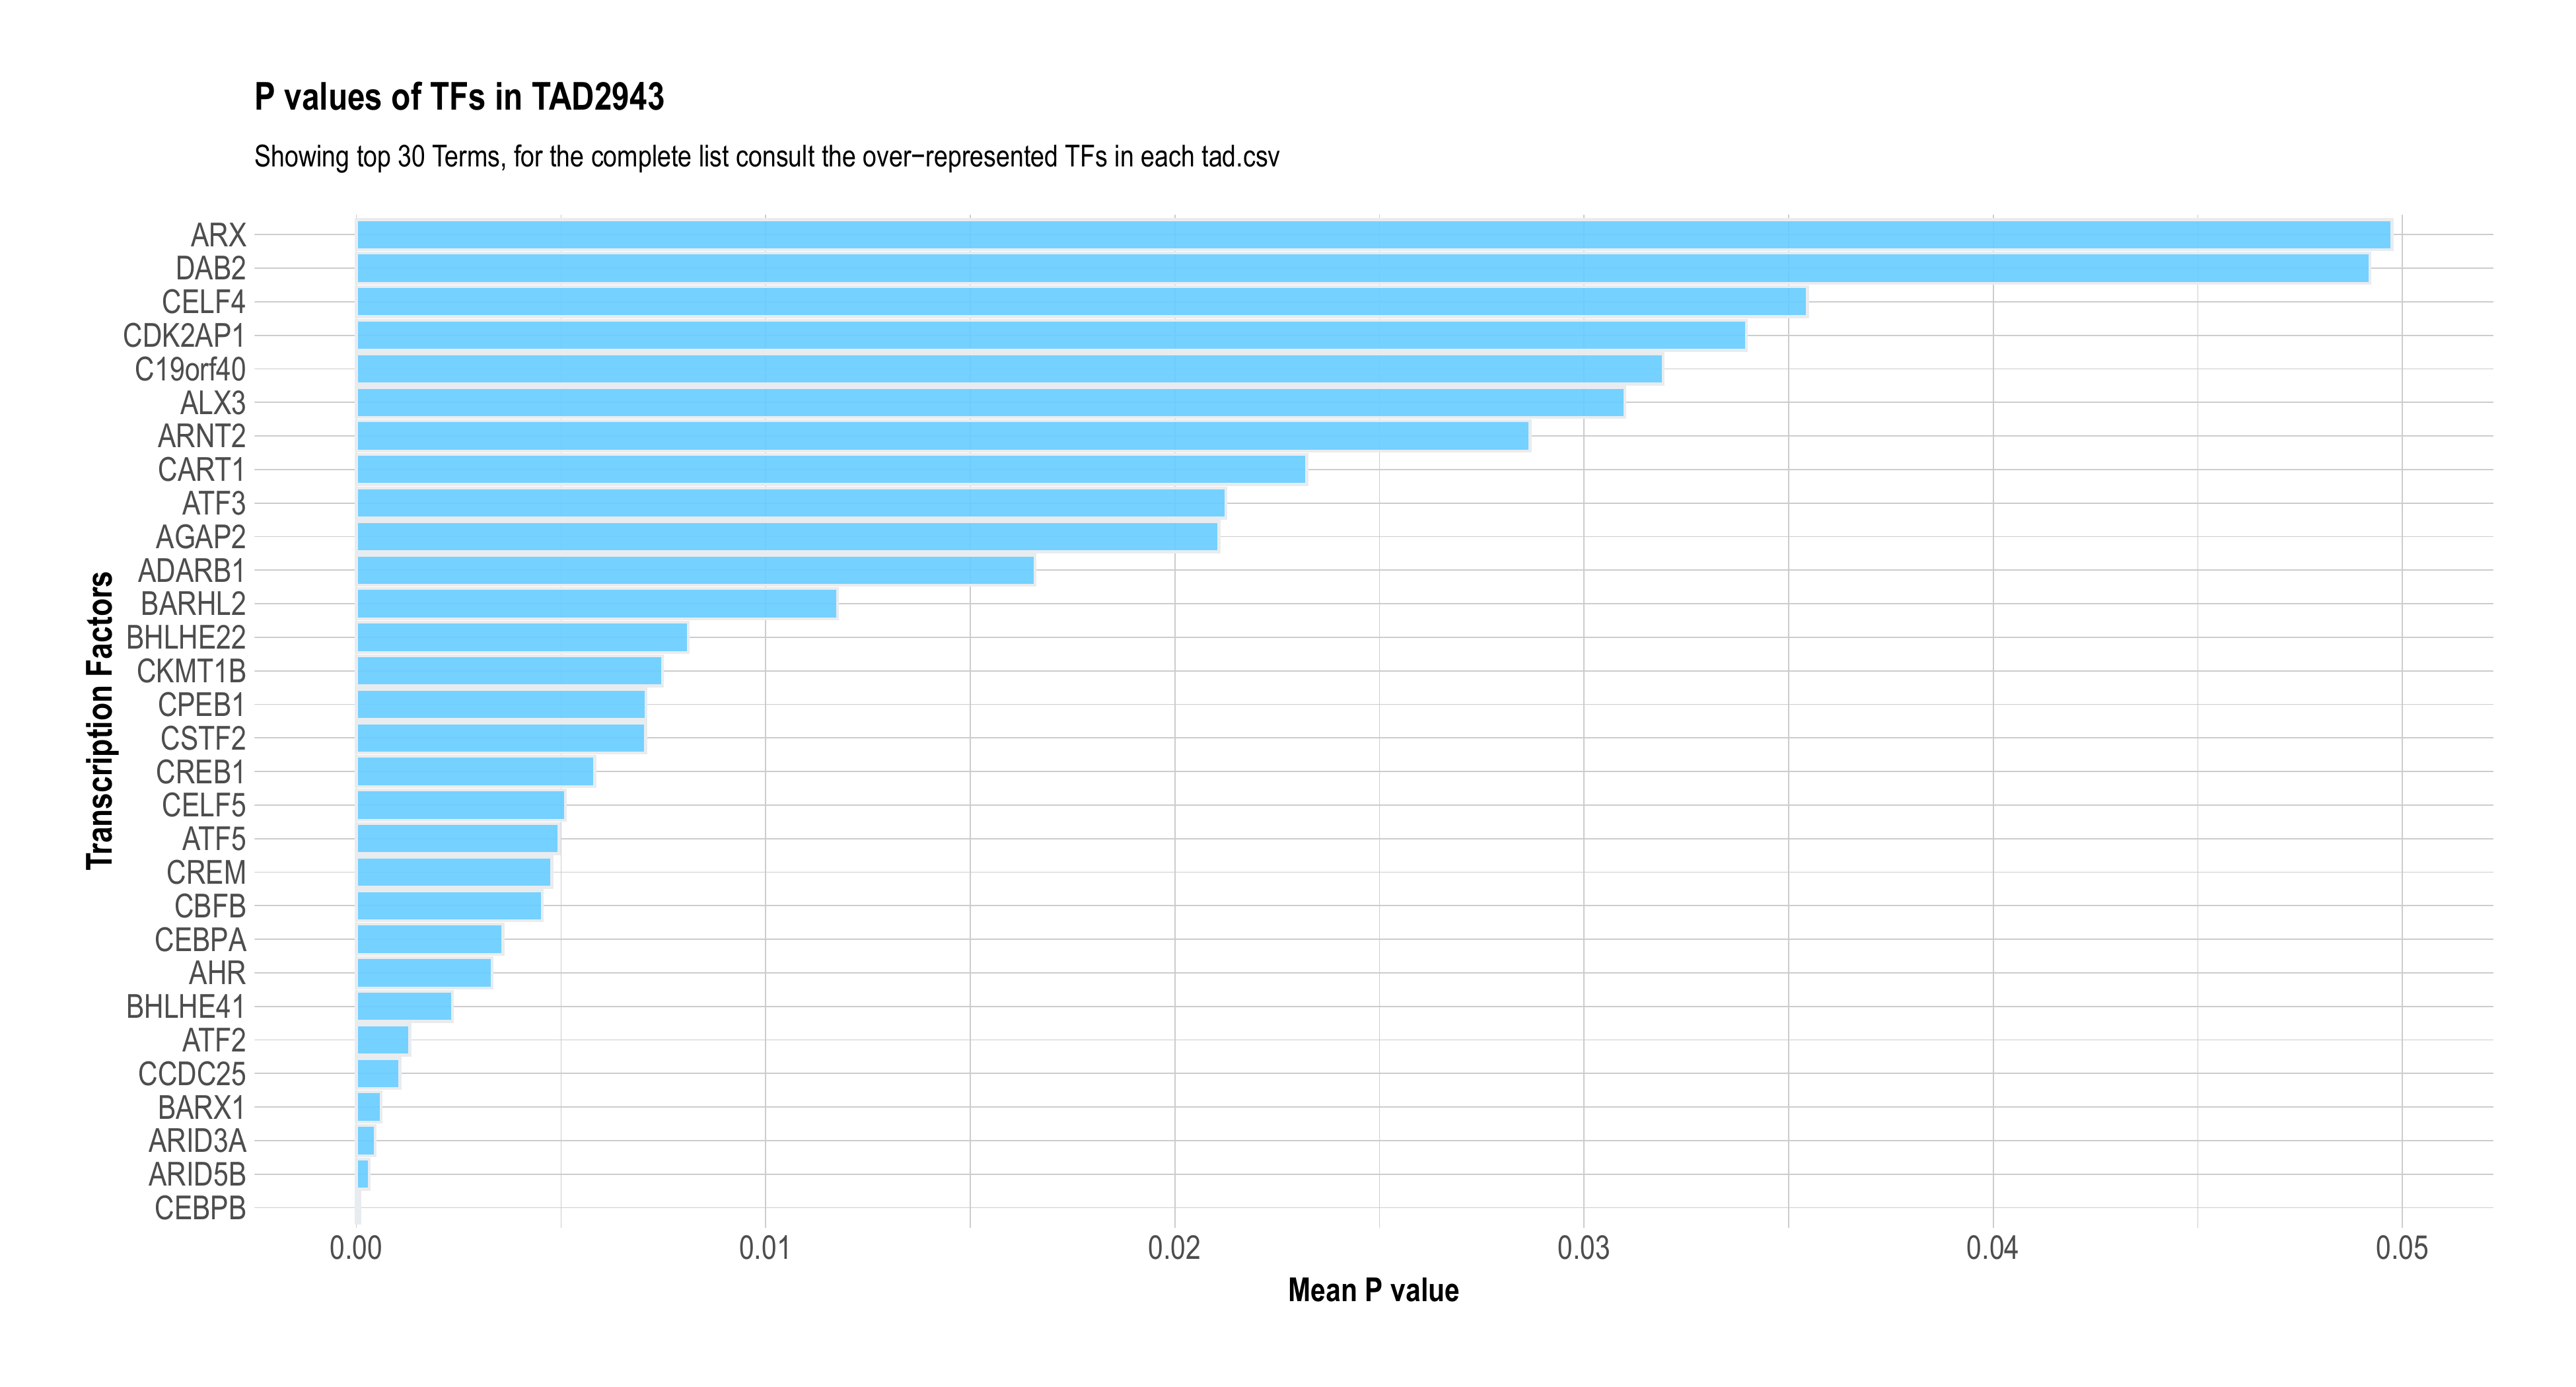 P values of TFs in TAD2943
Showing top 30 Terms, for the complete list consult the over−represented TFs in each tad.csv
Transcription Factors
ARX
DAB2
CELF4
CDK2AP1
C19orf40
ALX3
ARNT2
CART1
ATF3
AGAP2
ADARB1
BARHL2
BHLHE22
CKMT1B
CPEB1
CSTF2
CREB1
CELF5
ATF5
CREM
CBFB
CEBPA
AHR
BHLHE41
ATF2
CCDC25
BARX1
ARID3A
ARID5B
CEBPB
0.00 0.01 0.02 0.03 0.04 0.05
Mean P value